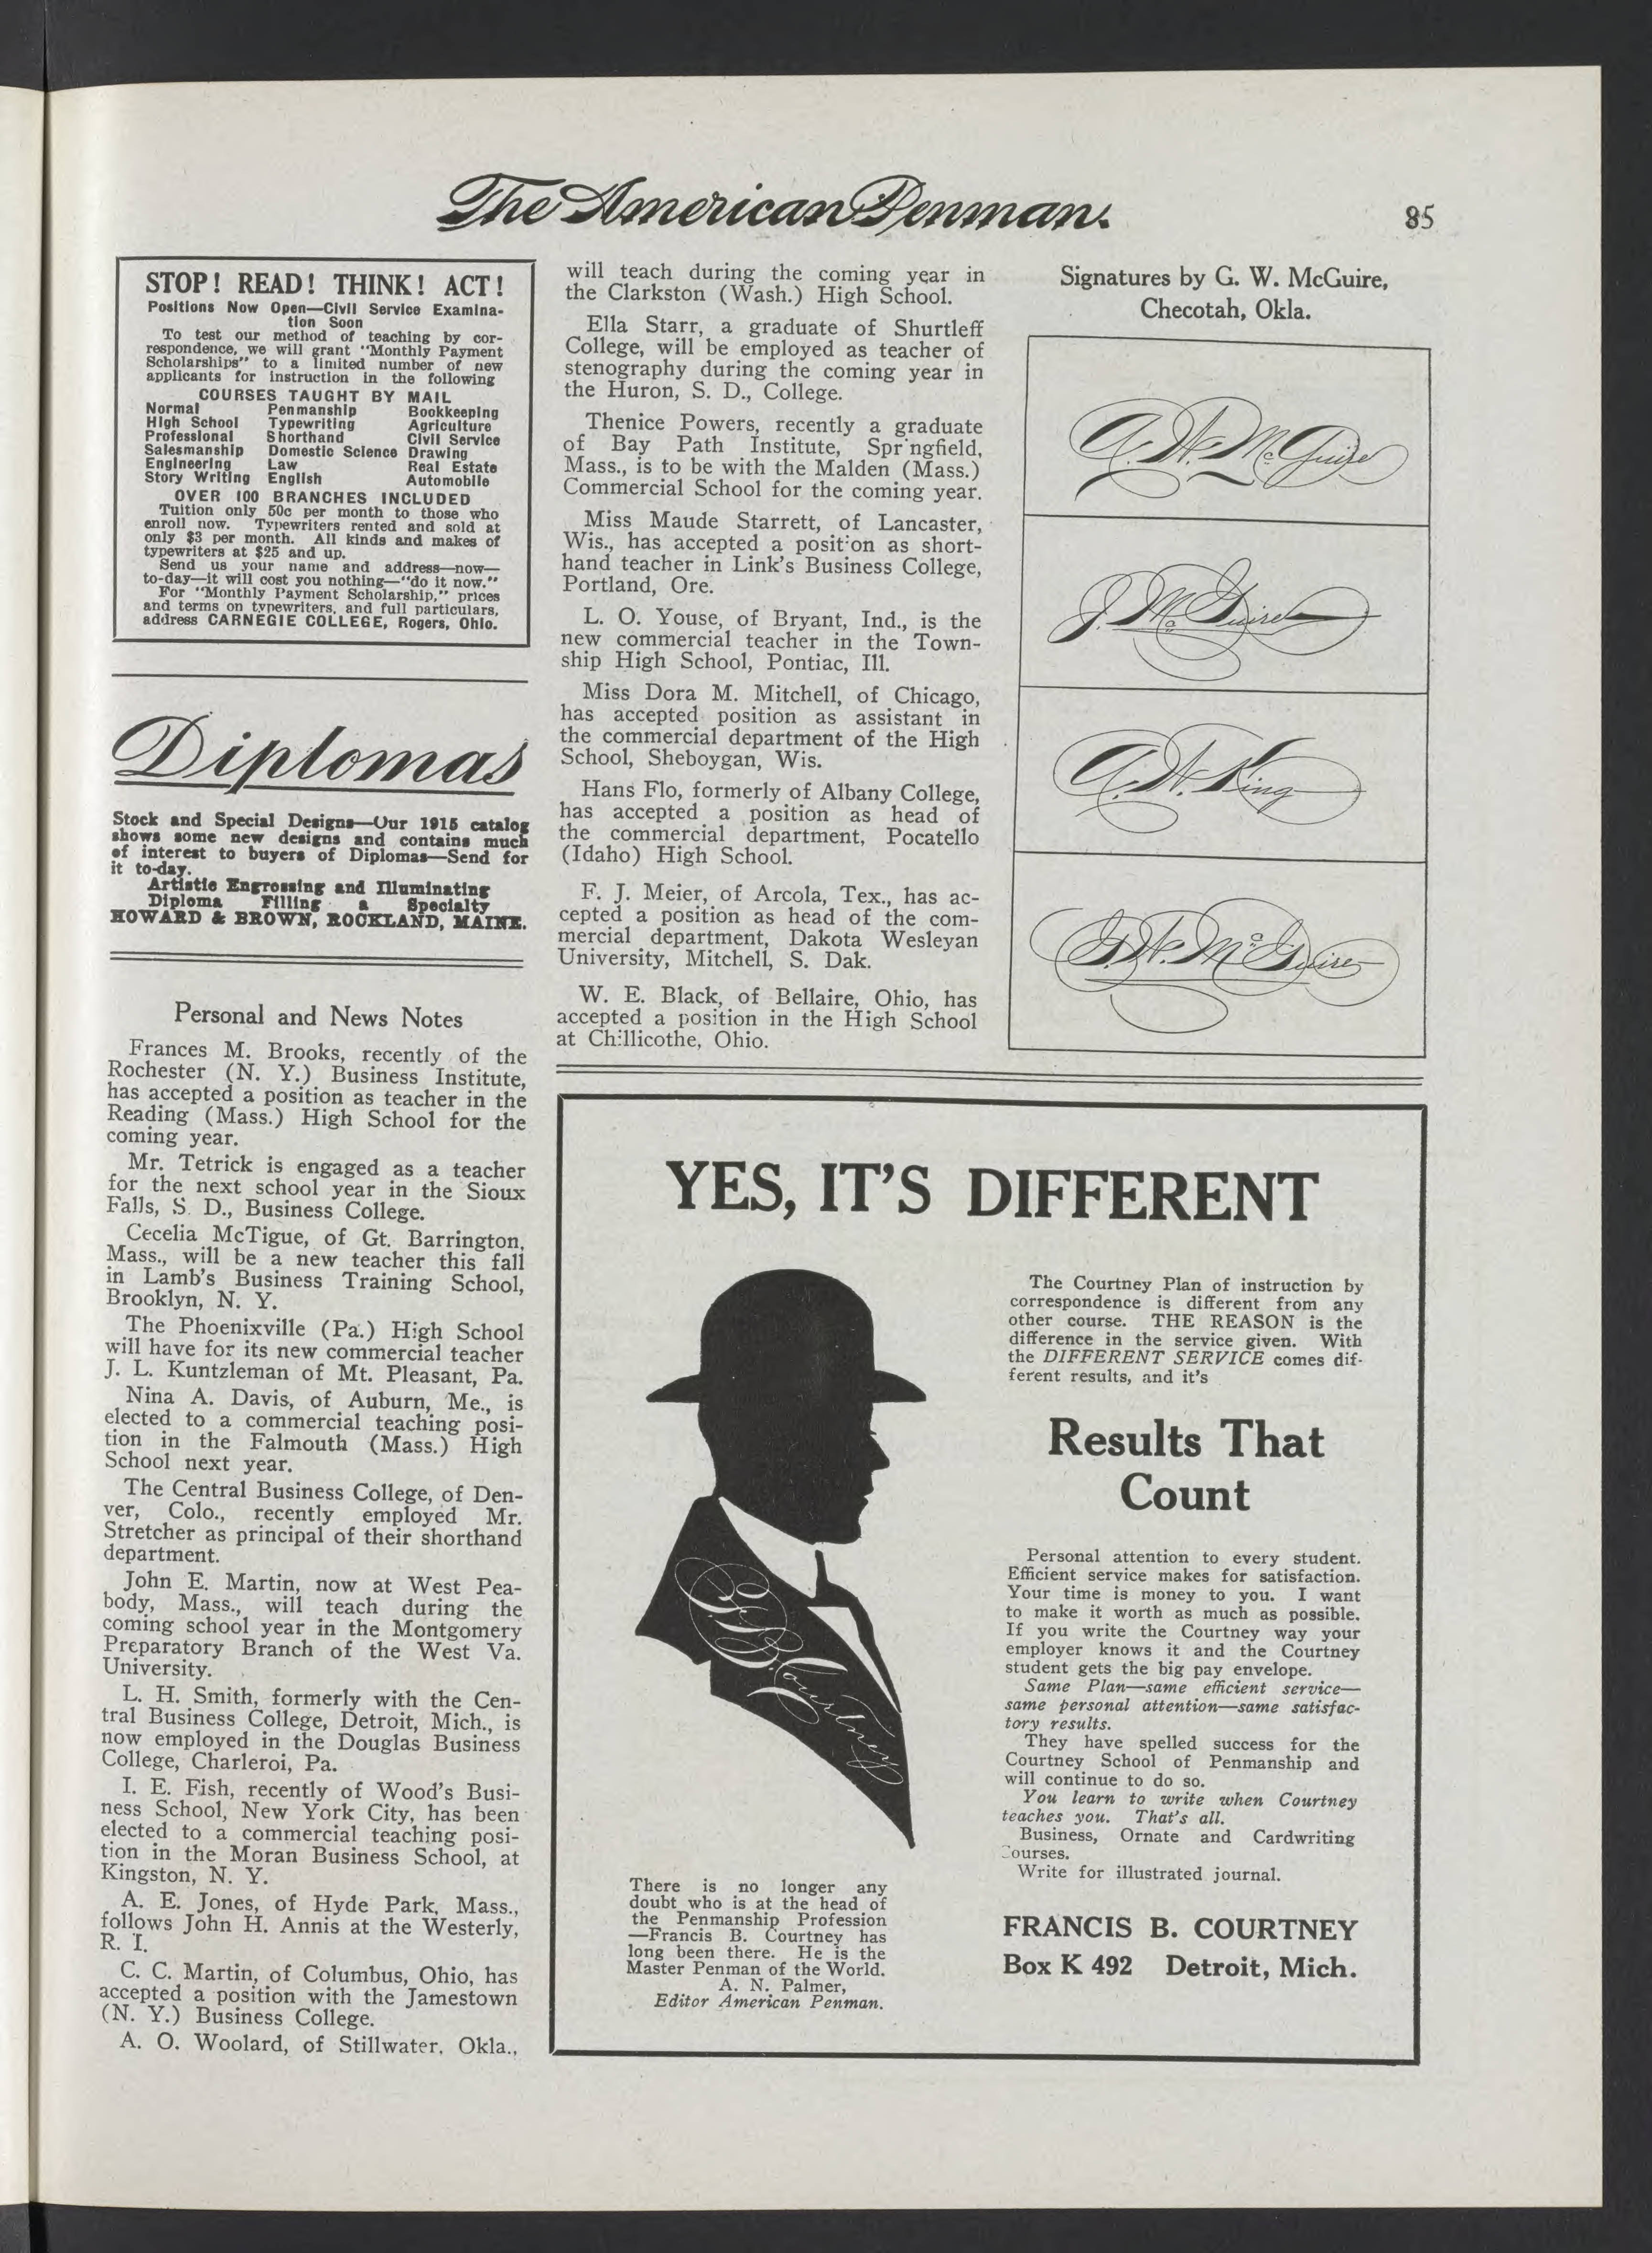 The American Penman.
85
STOP! READ! THINK! ACT!
Positions Now Open—Civil Service Examina-
tion Soon
To test our method of teaching by cor-
respondence, we will grant "Monthly Payment
Scholarships" to a limited number of new
applicants for instruction in the following
COURSES TAUGHT BY MAIL
Normal Penmanship Bookkeeping
High School Typewriting Agriculture
Professional Shorthand Civil Service
Salesmanship Domestic Science Drawing
Engineering Law Real Estate
Story Writing English Automobile
OVER 100 BRANCHES INCLUDED
Tuition only 50c per month to those who
enroll now. Typewriters rented and sold at
only $3 per month. All kinds and makes of
typewriters at $25 and up.
Send us your name and address—now—
to-day—it will cost you nothing—"do it now."
For "Monthly Payment Scholarship," prices
and terms on typewriters, and full particulars,
address CARNEGIE COLLEGE, Rogers, Ohio.
Diplomas
Stock and Special Designs—Our 1915 catalog
shows some new designs and contains much
of interest to buyers of Diplomas—Send for
it to-day.
Artistic Engrossing and Illuminating
Diploma Filling a Specialty
HOWARD & BROWN, ROCKLAND, MAINE.
Personal and News Notes
Frances M. Brooks, recently of the
Rochester (N. Y.) Business Institute,
has accepted a position as teacher in the
Reading (Mass.) High School for the
coming year.
Mr. Tetrick is engaged as a teacher
for the next school year in the Sioux
Falls, S. D., Business College.
Cecelia McTigue, of Gt. Barrington,
Mass., will be a new teacher this fall
in Lamb's Business Training School,
Brooklyn, N. Y.
The Phoenixville (Pa.) High School
will have for its new commercial teacher
J. L. Kuntzleman of Mt. Pleasant, Pa.
Nina A. Davis, of Auburn, Me., is
elected to a commercial teaching posi-
tion in the Falmouth (Mass.) High
School next year.
The Central Business College, of Den-
ver, Colo., recently employed Mr.
Stretcher as principal of their shorthand
department.
John E. Martin, now at West Pea-
body, Mass., will teach during the
coming school year in the Montgomery
Preparatory Branch of the West Va.
University.
L. H. Smith, formerly with the Cen-
tral Business College, Detroit, Mich., is
now employed in the Douglas Business
College, Charleroi, Pa.
I. E. Fish, recently of Wood's Busi-
ness School, New York City, has been
elected to a commercial teaching posi-
tion in the Moran Business School, at
Kingston, N. Y.
A. E. Jones, of Hyde Park, Mass.,
follows John H. Annis at the Westerly,
R. I.
C. C. Martin, of Columbus, Ohio, has
accepted a position with the Jamestown
(N. Y.) Business College.
A. O. Woolard, of Stillwater, Okla.,
will teach during the coming year in
the Clarkston (Wash.) High School.
Ella Starr, a graduate of Shurtleff
College, will be employed as teacher of
stenography during the coming year in
the Huron, S. D., College.
Thenice Powers, recently a graduate
of Bay Path Institute, Springfield,
Mass., is to be with the Malden (Mass.)
Commercial School for the coming year.
Miss Maude Starrett, of Lancaster,
Wis., has accepted a position as short-
hand teacher in Link's Business College,
Portland, Ore.
L. O. Youse, of Bryant, Ind., is the
new commercial teacher in the Town-
ship High School, Pontiac, Ill.
Miss Dora M. Mitchell, of Chicago,
has accepted position as assistant in
the commercial department of the High
School, Sheboygan, Wis.
Hans Flo, formerly of Albany College,
has accepted a position as head of
the commercial department, Pocatello
(Idaho) High School.
F. J. Meier, of Arcola, Tex., has ac-
cepted a position as head of the com-
mercial department, Dakota Wesleyan
University, Mitchell, S. Dak.
W. E. Black, of Bellaire, Ohio, has
accepted a position in the High School
at Chillicothe, Ohio.
Signatures by G. W. McGuire,
Checotah, Okla.
A. W. McGuire
J. McGuire
A. W. King
G. W. McGuire
YES, IT'S DIFFERENT
F. B. Courtney
There is no longer any
doubt who is at the head of
the Penmanship Profession
—Francis B. Courtney has
long been there. He is the
Master Penman of the World.
A. N. Palmer,
Editor American Penman.
The Courtney Plan of instruction by
correspondence is different from any
other course. THE REASON is the
difference in the service given. With
the DIFFERENT SERVICE comes dif-
ferent results, and it's
Results That
Count
Personal attention to every student.
Efficient service makes for satisfaction.
Your time is money to you. I want
to make it worth as much as possible.
If you write the Courtney way your
employer knows it and the Courtney
student gets the big pay envelope.
Same Plan—same efficient service—
same personal attention—same satisfac-
tory results.
They have spelled success for the
Courtney School of Penmanship and
will continue to do so.
You learn to write when Courtney
teaches you. That's all.
Business, Ornate and Cardwriting
Courses.
Write for illustrated journal.
FRANCIS B. COURTNEY
Box K 492 Detroit, Mich.